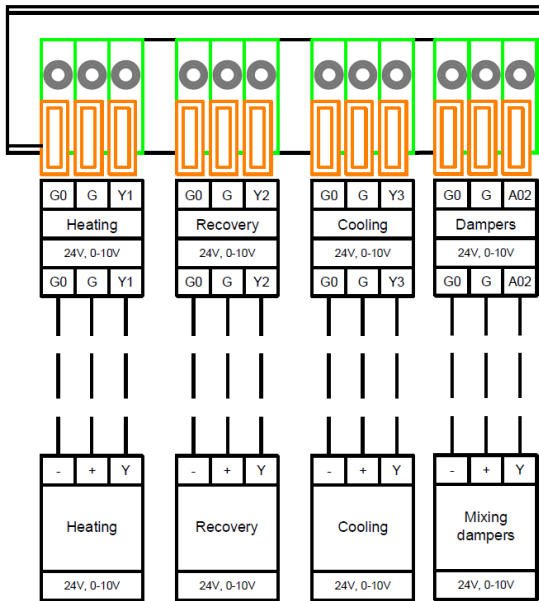 G0 G Y1 G0 G Y2 G0 G Y3 G0 G A02
Heating Recovery Cooling Dampers
24V, 0-10V 24V, 0-10V 24V, 0-10V 24V, 0-10V
G0 G Y1 G0 G Y2 G0 G Y3 G0 G A02
- + Y - + Y - + Y - + Y
Heating Recovery Cooling Mixing dampers
24V, 0-10V 24V, 0-10V 24V, 0-10V 24V, 0-10V